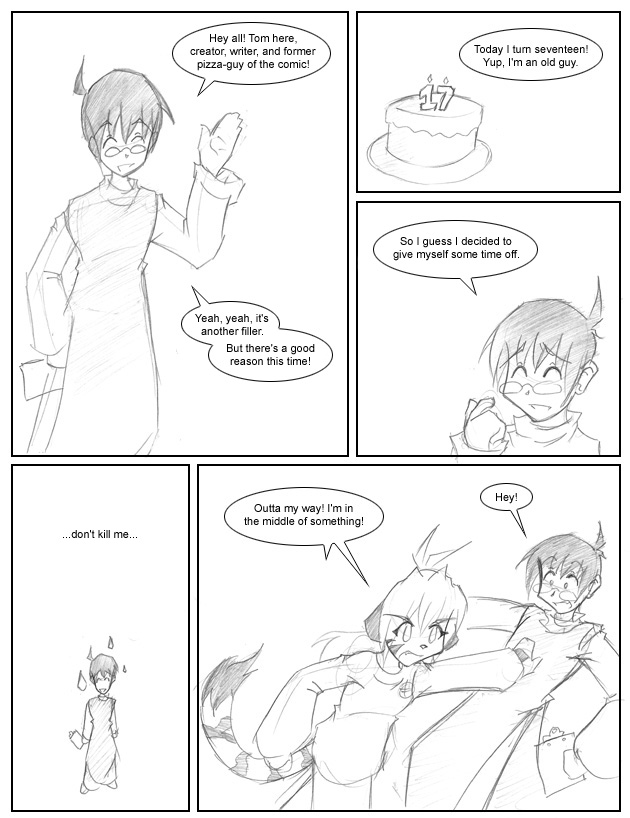 Hey all! Tom here,
creator, writer, and former
pizza-guy of the comic!
Yeah, yeah, it's
another filler.
But there's a good
reason this time!
Today I turn seventeen!
Yup, I'm an old guy.
17
So I guess I decided to
give myself some time off.
...don't kill me...
Outta my way! I'm in
the middle of something!
Hey!